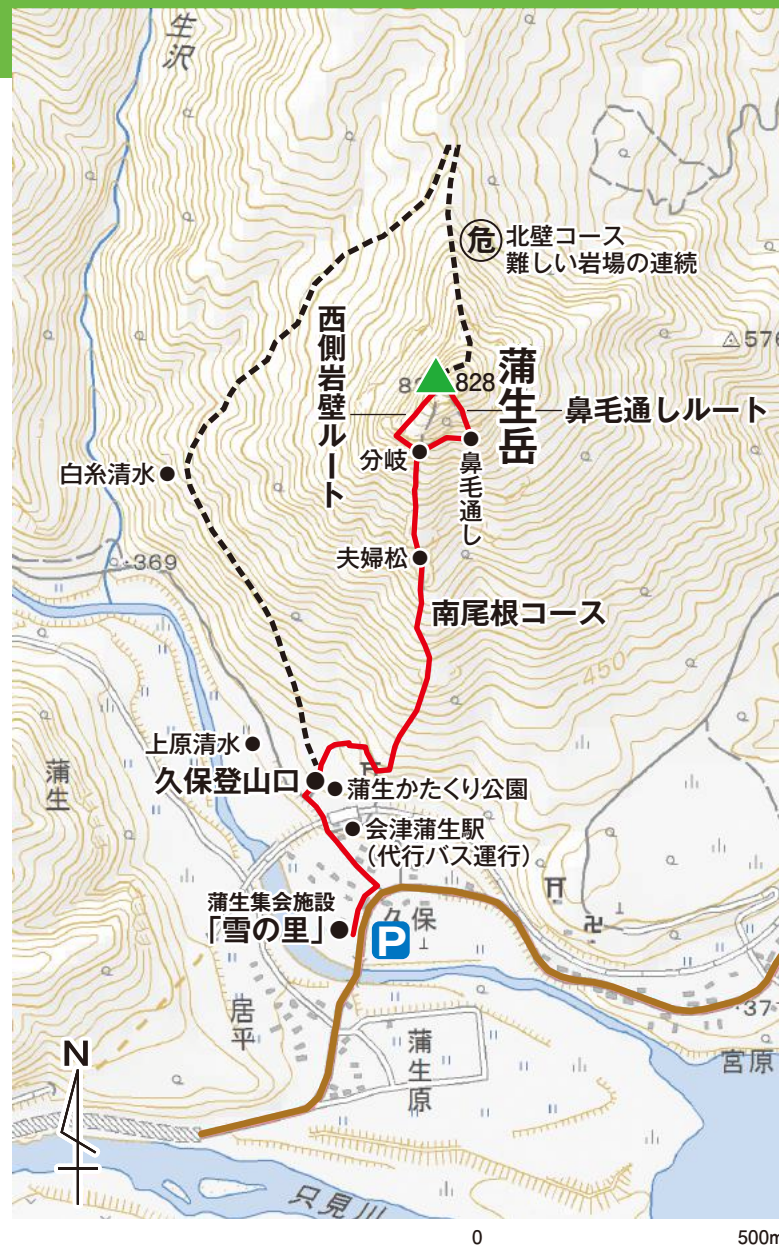 生沢
危
北壁コース
難しい岩場の連続
西側岩壁ルート
576
828
蒲生岳
鼻毛通しルート
分岐
鼻毛通し
白糸清水
369
夫婦松
南尾根コース
450
上原清水
久保登山口
蒲生かたくり公園
蒲生
会津蒲生駅
(代行バス運行)
蒲生集会施設
「雪の里」
P
久保
居平
蒲生原
37
宮原
N
只見川
0
500m